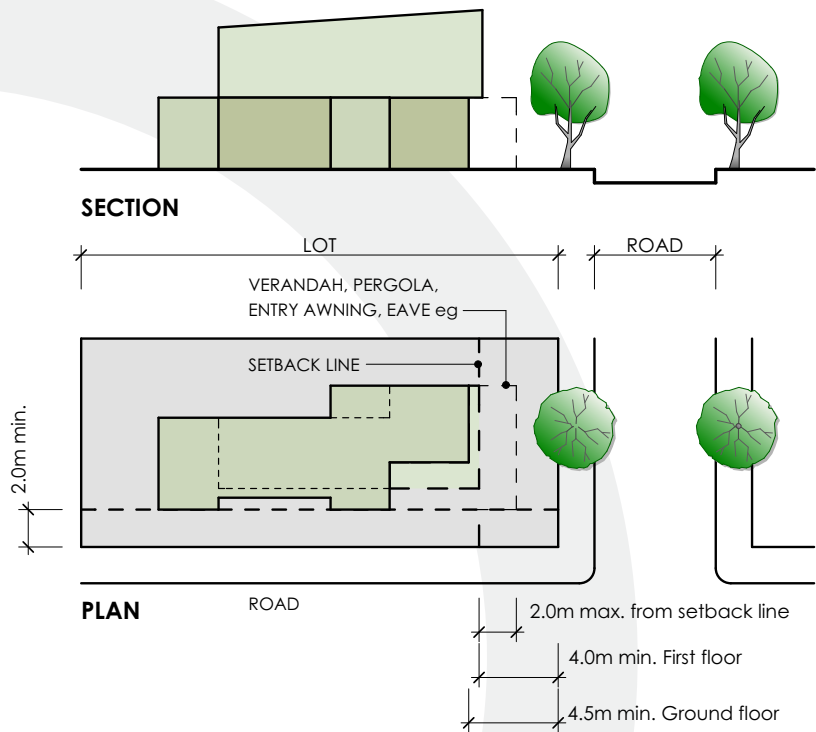 SECTION
LOT
ROAD
VERANDAH, PERGOLA,
ENTRY AWNING, EAVE eg
SETBACK LINE
2.0m min.
PLAN
ROAD
2.0m max. from setback line
4.0m min. First floor
4.5m min. Ground floor